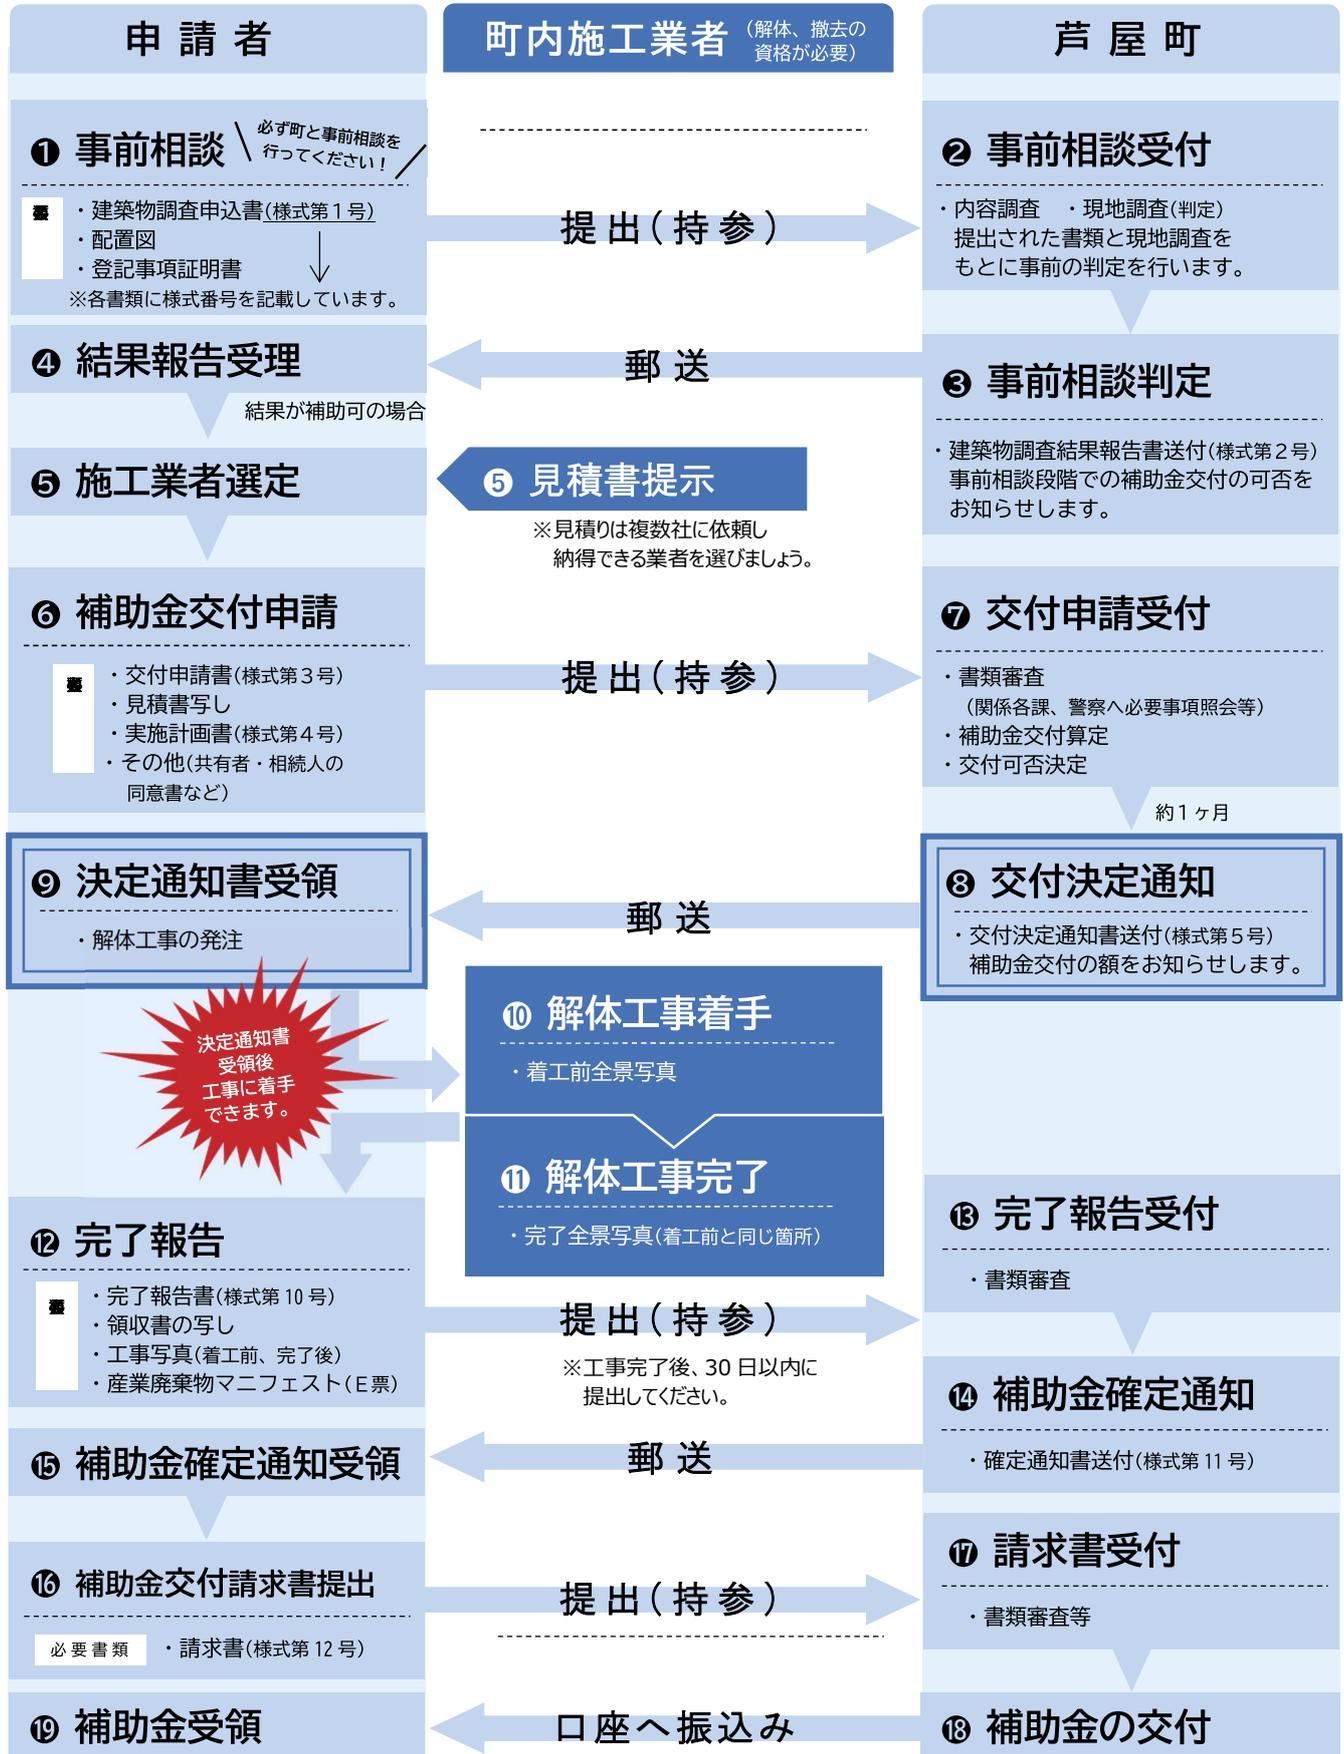 申請者
町内施工業者
（解体、撤去の
資格が必要）
芦屋町
❶ 事前相談
必ず町と事前相談を
行ってください！
・建築物調査申込書(様式第１号)
・配置図
・登記事項証明書
※各書類に様式番号を記載しています。
提出（持参）
❷ 事前相談受付
・内容調査　・現地調査(判定)
提出された書類と現地調査を
もとに事前の判定を行います。
❸ 事前相談判定
・建築物調査結果報告書送付(様式第２号)
事前相談段階での補助金交付の可否を
お知らせします。
郵送
❹ 結果報告受理
結果が補助可の場合
❺ 施工業者選定
❺ 見積書提示
※見積りは複数社に依頼し
納得できる業者を選びましょう。
❻ 補助金交付申請
・交付申請書(様式第３号)
・見積書写し
・実施計画書(様式第４号)
・その他(共有者・相続人の
同意書など)
提出（持参）
❼ 交付申請受付
・書類審査
（関係各課、警察へ必要事項照会等）
・補助金交付算定
・交付可否決定
約１ヶ月
❽ 交付決定通知
・交付決定通知書送付(様式第５号)
補助金交付の額をお知らせします。
郵送
❾ 決定通知書受領
・解体工事の発注
決定通知書
受領後
工事に着手
できます。
❿ 解体工事着手
・着工前全景写真
⓫ 解体工事完了
・完了全景写真(着工前と同じ箇所)
⓬ 完了報告
・完了報告書(様式第 10 号)
・領収書の写し
・工事写真(着工前、完了後)
・産業廃棄物マニフェスト(Ｅ票)
提出（持参）
※工事完了後、30 日以内に
提出してください。
⓭ 完了報告受付
・書類審査
⓮ 補助金確定通知
・確定通知書送付(様式第 11 号)
郵送
⓯ 補助金確定通知受領
⓰ 補助金交付請求書提出
必要書類
・請求書(様式第 12 号)
提出（持参）
⓱ 請求書受付
・書類審査等
⓲ 補助金の交付
口座へ振込み
⓳ 補助金受領